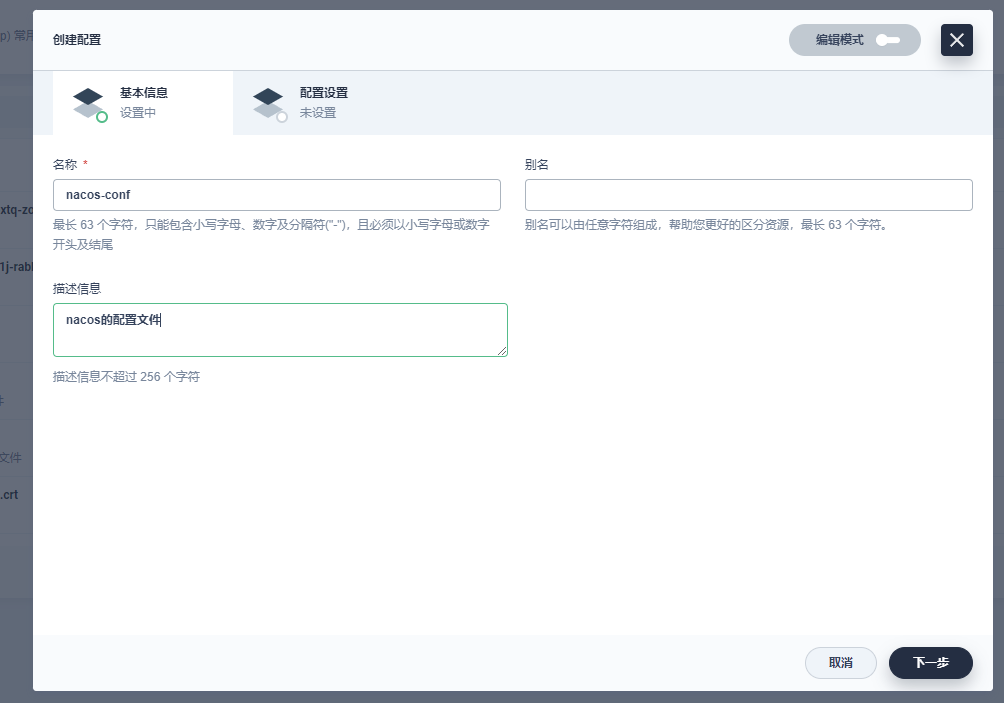 创建配置
编辑模式
基本信息
设置中
配置设置
未设置
名称 *
nacos-conf
最长 63 个字符，只能包含小写字母、数字及分隔符("-")，且必须以小写字母或数字
开头及结尾
别名
别名可以由任意字符组成，帮助您更好的区分资源，最长 63 个字符。
描述信息
nacos的配置文件
描述信息不超过 256 个字符
取消
下一步
p) 常用
xtq-zo
1j-rabl
件
文件
.crt